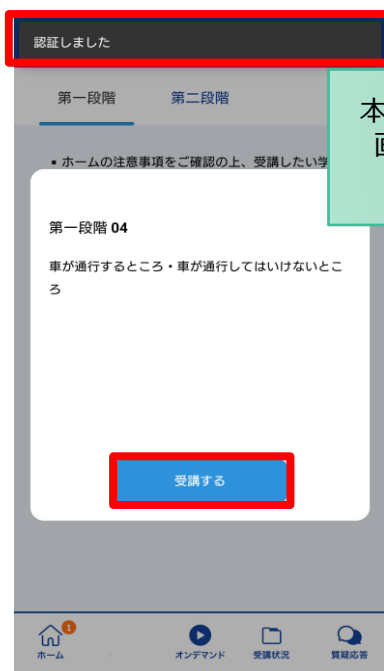 認証しました
第一段階 第二段階
本
▪ ホームの注意事項をご確認の上、受講したい学
第一段階 04
車が通行するところ・車が通行してはいけないとこ
ろ
受講する
1
ホーム オンデマンド 受講状況 質疑応答